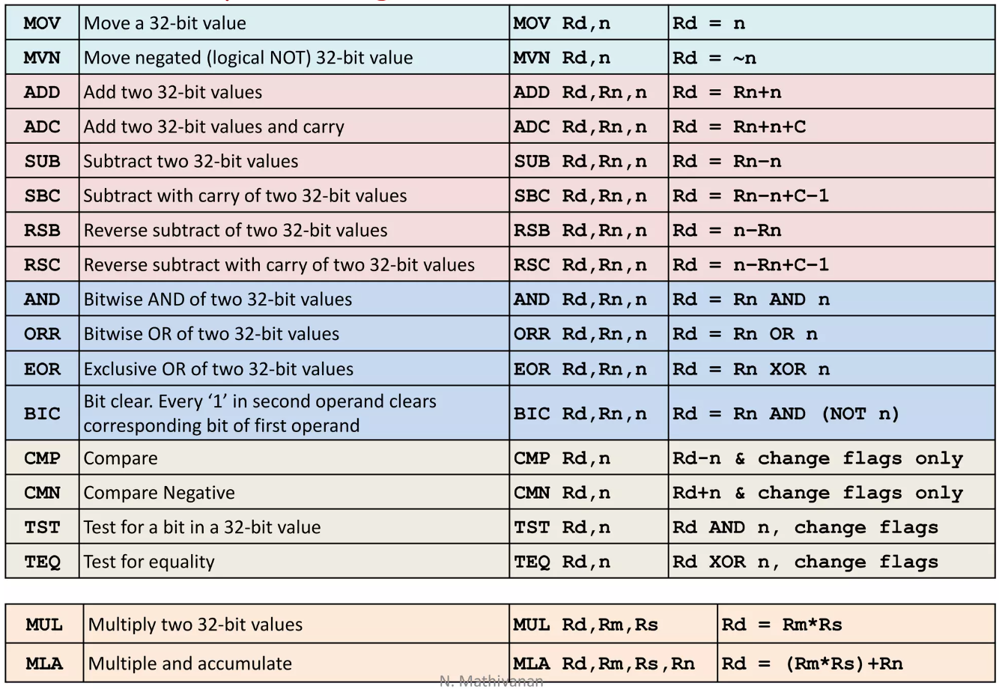 MOV Move a 32-bit value MOV Rd,n Rd = n
MVN Move negated (logical NOT) 32-bit value MVN Rd,n Rd = ~n
ADD Add two 32-bit values ADD Rd,Rn,n Rd = Rn+n
ADC Add two 32-bit values and carry ADC Rd,Rn,n Rd = Rn+n+C
SUB Subtract two 32-bit values SUB Rd,Rn,n Rd = Rn−n
SBC Subtract with carry of two 32-bit values SBC Rd,Rn,n Rd = Rn−n+C−1
RSB Reverse subtract of two 32-bit values RSB Rd,Rn,n Rd = n−Rn
RSC Reverse subtract with carry of two 32-bit values RSC Rd,Rn,n Rd = n−Rn+C−1
AND Bitwise AND of two 32-bit values AND Rd,Rn,n Rd = Rn AND n
ORR Bitwise OR of two 32-bit values ORR Rd,Rn,n Rd = Rn OR n
EOR Exclusive OR of two 32-bit values EOR Rd,Rn,n Rd = Rn XOR n
BIC Bit clear. Every ‘1’ in second operand clears
corresponding bit of first operand BIC Rd,Rn,n Rd = Rn AND (NOT n)
CMP Compare CMP Rd,n Rd-n & change flags only
CMN Compare Negative CMN Rd,n Rd+n & change flags only
TST Test for a bit in a 32-bit value TST Rd,n Rd AND n, change flags
TEQ Test for equality TEQ Rd,n Rd XOR n, change flags
MUL Multiply two 32-bit values MUL Rd,Rm,Rs Rd = Rm*Rs
MLA Multiple and accumulate MLA Rd,Rm,Rs,Rn Rd = (Rm*Rs)+Rn
N. Mathivanan